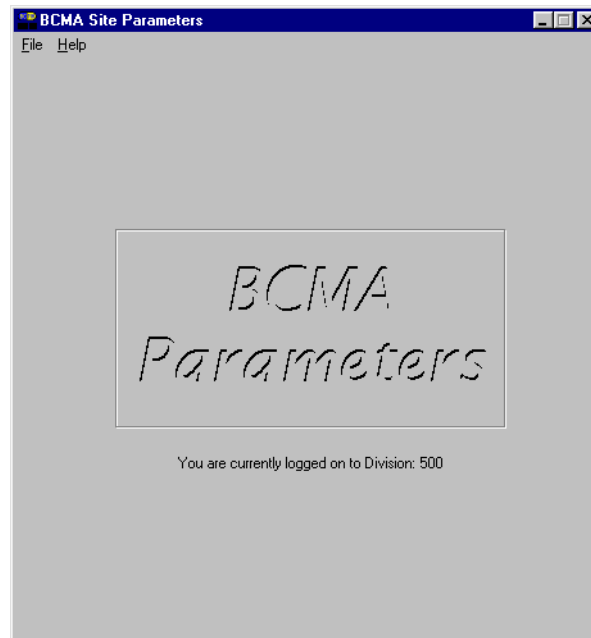 BCMA Site Parameters
File Help
BCMA
Parameters
You are currently logged on to Division: 500